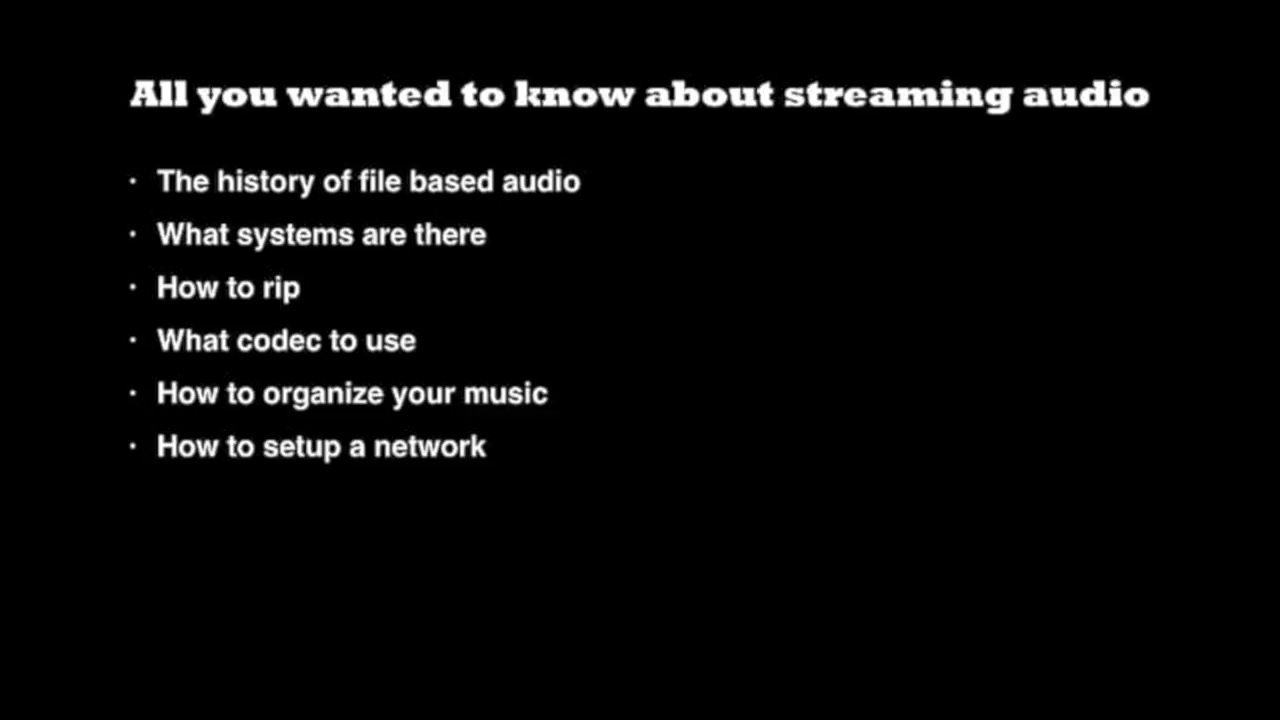 All you wanted to know about streaming audio
· The history of file based audio
· What systems are there
· How to rip
· What codec to use
· How to organize your music
· How to setup a network